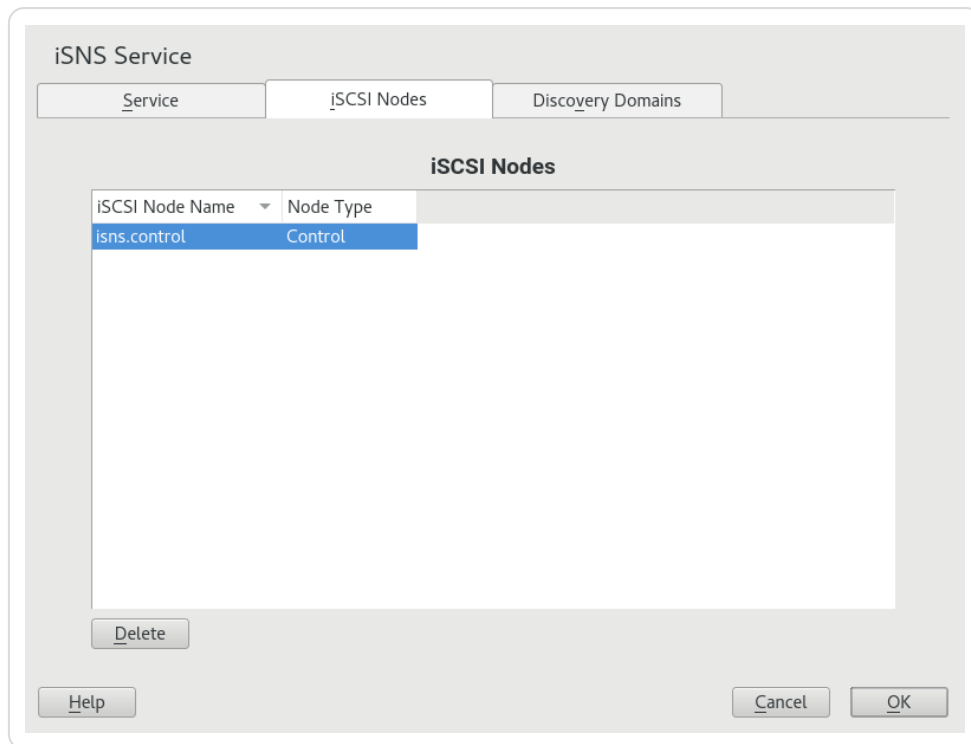 iSNS Service
Service iSCSI Nodes Discovery Domains
iSCSI Nodes
iSCSI Node Name Node Type
isns.control Control
Delete
Help Cancel OK